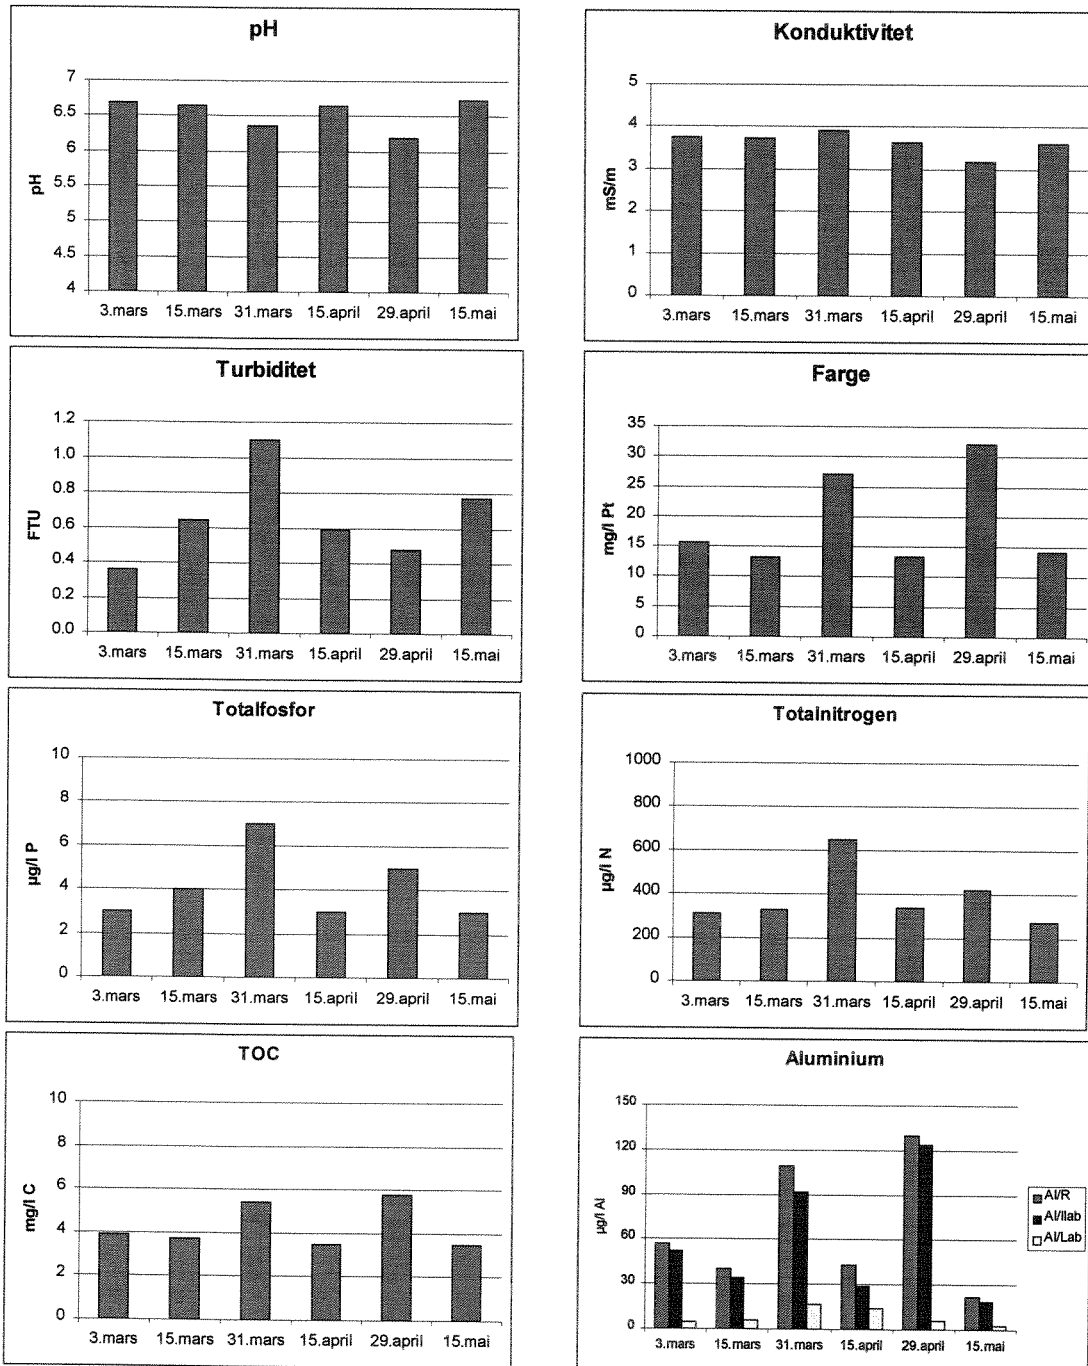 pH
7
6.5
6
5.5
5
4.5
4
pH
3.mars 15.mars 31.mars 15.april 29.april 15.mai
Konduktivitet
5
4
3
2
1
0
mS/m
3.mars 15.mars 31.mars 15.april 29.april 15.mai
Turbiditet
1.2
1.0
0.8
0.6
0.4
0.2
0.0
FTU
3.mars 15.mars 31.mars 15.april 29.april 15.mai
Farge
35
30
25
20
15
10
5
0
mg/l Pt
3.mars 15.mars 31.mars 15.april 29.april 15.mai
Totalfosfor
10
8
6
4
2
0
µg/l P
3.mars 15.mars 31.mars 15.april 29.april 15.mai
Totalnitrogen
1000
800
600
400
200
0
µg/l N
3.mars 15.mars 31.mars 15.april 29.april 15.mai
TOC
10
8
6
4
2
0
mg/l C
3.mars 15.mars 31.mars 15.april 29.april 15.mai
Aluminium
150
120
90
60
30
0
µg/l Al
3.mars 15.mars 31.mars 15.april 29.april 15.mai
Al/R
Al/Ilab
Al/Lab